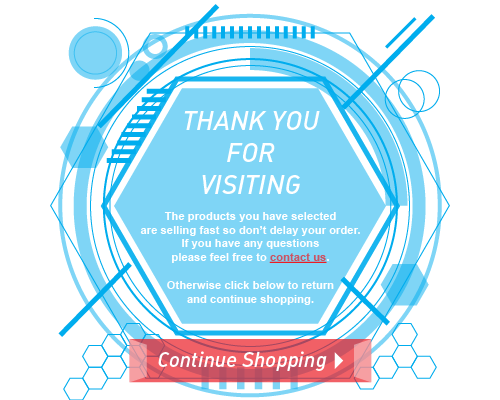 THANK YOU
FOR
VISITING
The products you have selected
are selling fast so don't delay your order.
If you have any questions
please feel free to contact us.
Otherwise click below to return
and continue shopping.
Continue Shopping